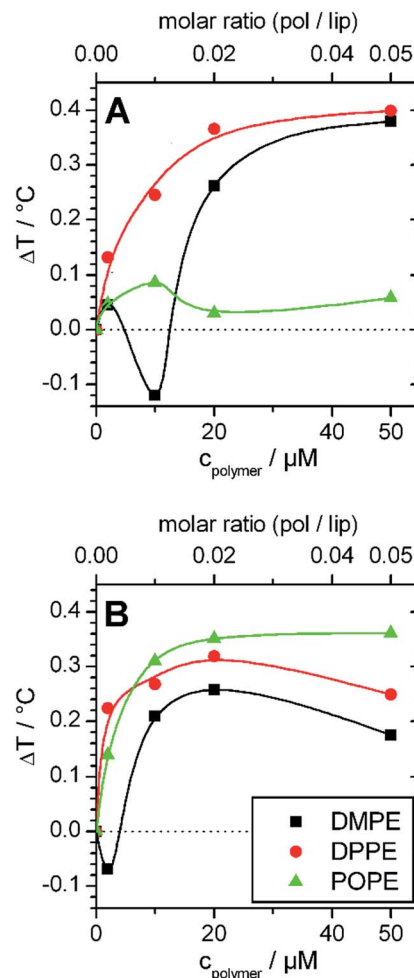 molar ratio (pol / lip)
0.00 0.02 0.04 0.05
A
0.4
0.3
0.2
0.1
0.0
-0.1
ΔT / °C
0 20 40 50
c polymer / µM
molar ratio (pol / lip)
0.00 0.02 0.04 0.05
B
0.4
0.3
0.2
0.1
0.0
-0.1
ΔT / °C
DMPE
DPPE
POPE
0 20 40 50
c polymer / µM